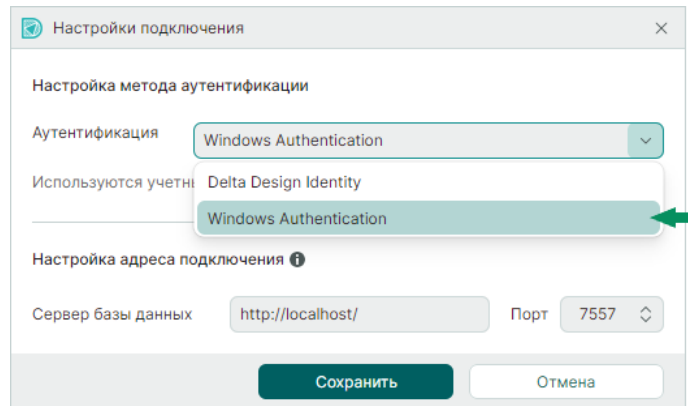 Настройки подключения
Настройка метода аутентификации
Аутентификация Windows Authentication
Используются Delta Design Identity
Windows Authentication
Настройка адреса подключения
Сервер базы данных http://localhost/ Порт 7557
Сохранить Отмена